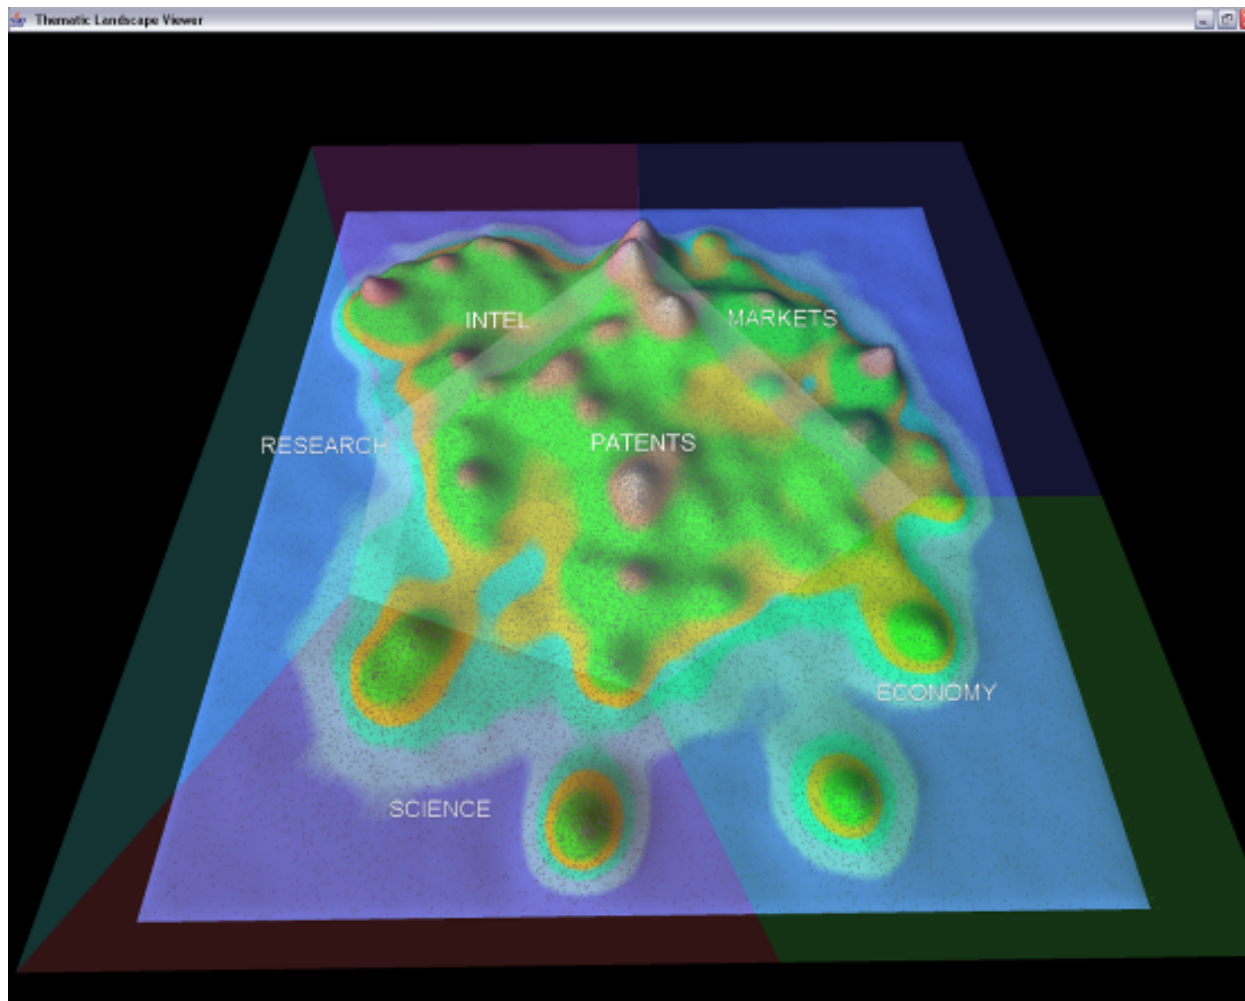 Thematic Landscape Viewer
INTEL
MARKETS
RESEARCH
PATENTS
ECONOMY
SCIENCE